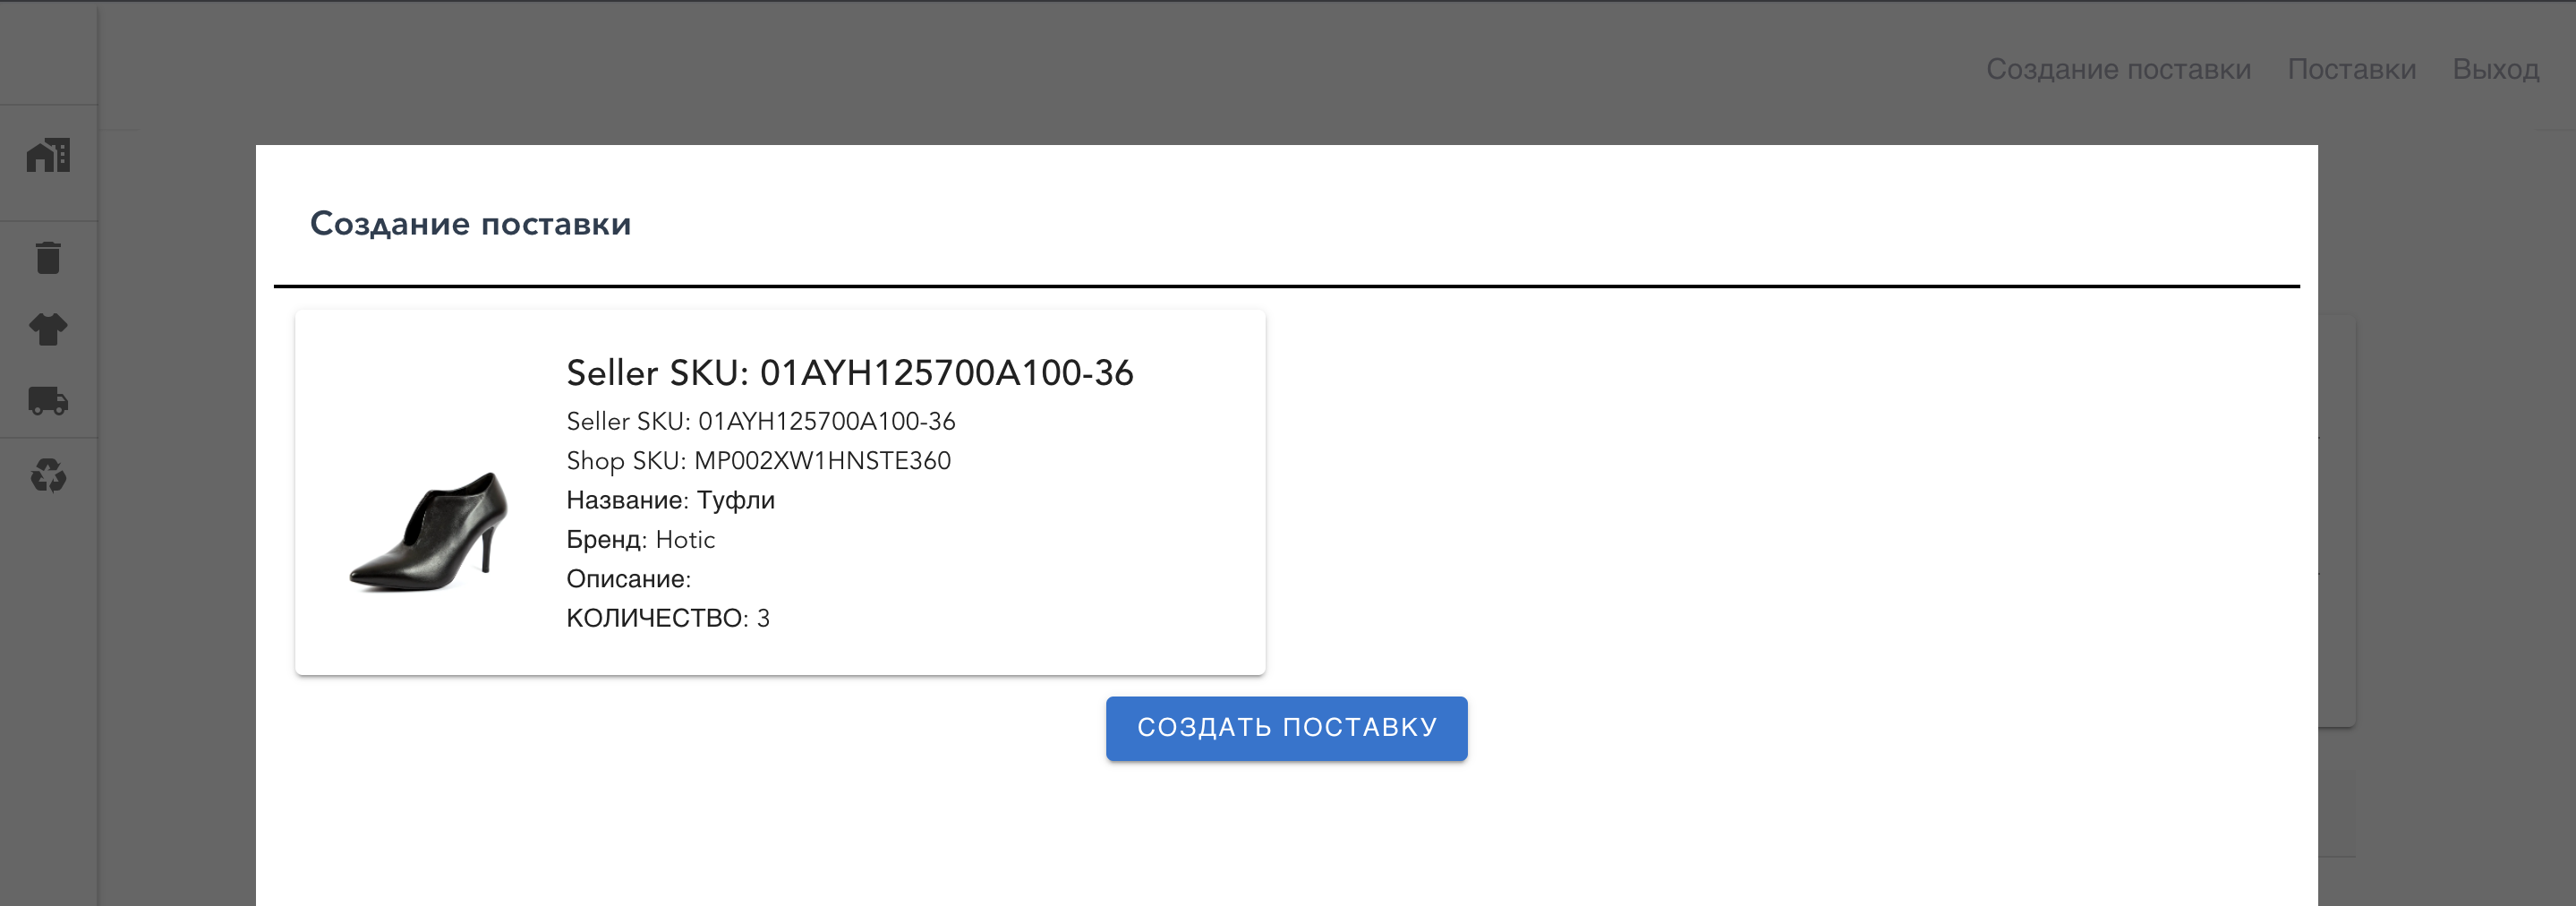 Создание поставки Поставки Выход
Создание поставки
Seller SKU: 01AYH125700A100-36
Seller SKU: 01AYH125700A100-36
Shop SKU: MP002XW1HNSTE360
Название: Туфли
Бренд: Hotic
Описание:
КОЛИЧЕСТВО: 3
СОЗДАТЬ ПОСТАВКУ